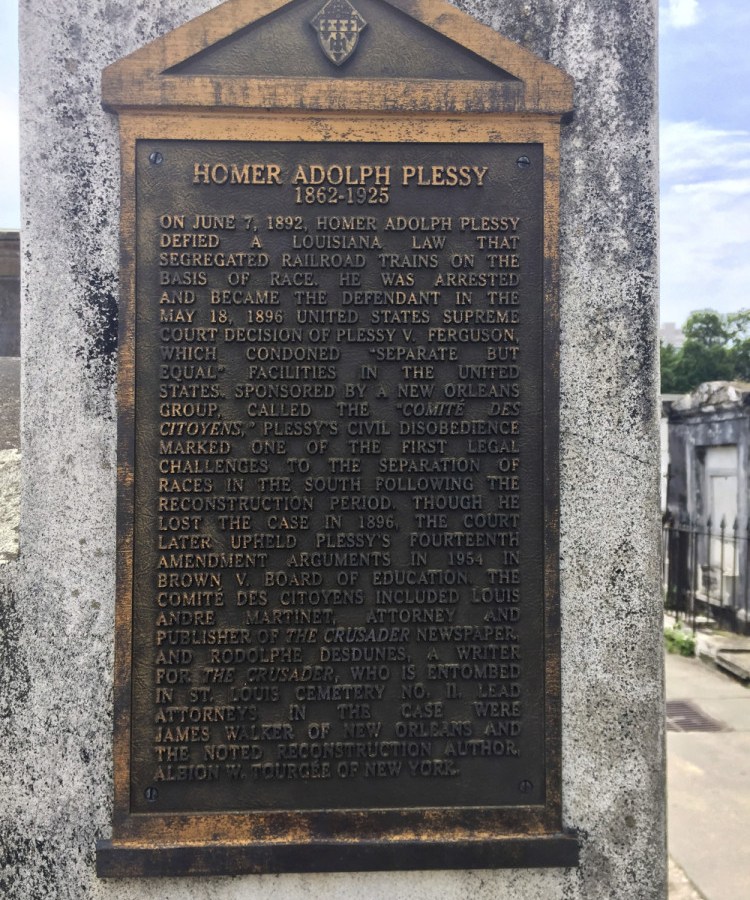 HOMER ADOLPH PLESSY
1862-1925
ON JUNE 7, 1892, HOMER ADOLPH PLESSY
DEFIED A LOUISIANA LAW THAT
SEGREGATED RAILROAD TRAINS ON THE
BASIS OF RACE. HE WAS ARRESTED
AND BECAME THE DEFENDANT IN THE
MAY 18, 1896 UNITED STATES SUPREME
COURT DECISION OF PLESSY V. FERGUSON,
WHICH CONDONED "SEPARATE BUT
EQUAL" FACILITIES IN THE UNITED
STATES. SPONSORED BY A NEW ORLEANS
GROUP, CALLED THE "COMITÉ DES
CITOYENS," PLESSY'S CIVIL DISOBEDIENCE
MARKED ONE OF THE FIRST LEGAL
CHALLENGES TO THE SEPARATION OF
RACES IN THE SOUTH FOLLOWING THE
RECONSTRUCTION PERIOD. THOUGH HE
LOST THE CASE IN 1896, THE COURT
LATER UPHELD PLESSY'S FOURTEENTH
AMENDMENT ARGUMENTS IN 1954 IN
BROWN V. BOARD OF EDUCATION. THE
COMITÉ DES CITOYENS INCLUDED LOUIS
ANDRE MARTINET, ATTORNEY AND
PUBLISHER OF THE CRUSADER NEWSPAPER,
AND RODOLPHE DESDUNES, A WRITER
FOR THE CRUSADER, WHO IS ENTOMBED
IN ST. LOUIS CEMETERY NO. II. LEAD
ATTORNEYS IN THE CASE WERE
JAMES WALKER OF NEW ORLEANS AND
THE NOTED RECONSTRUCTION AUTHOR,
ALBION W. TOURGÉE OF NEW YORK.